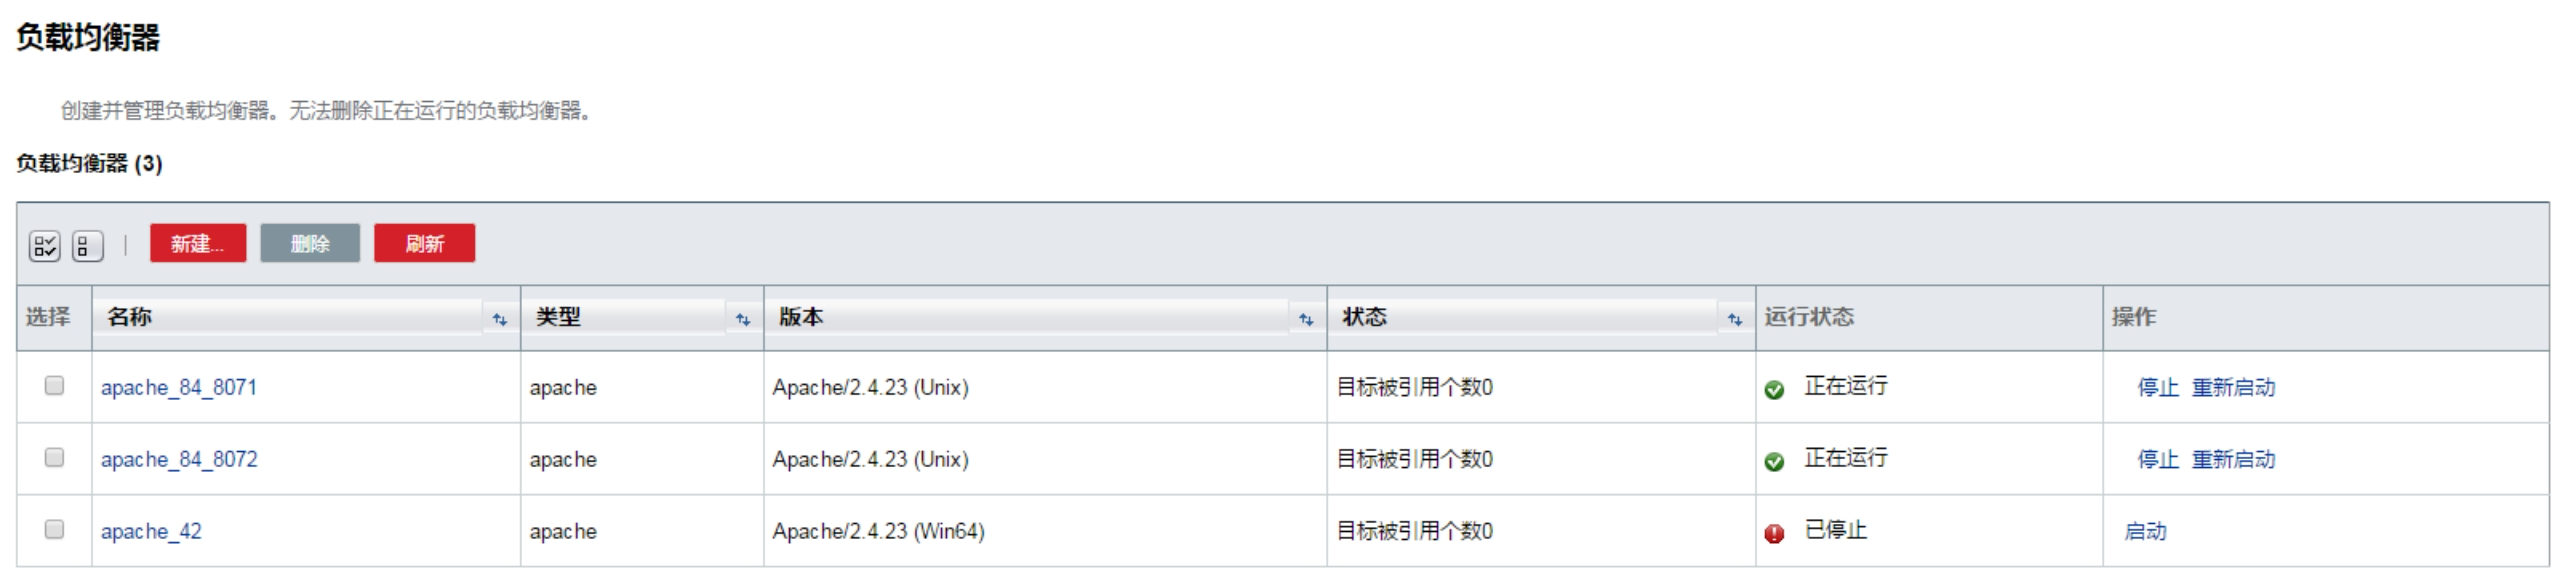 负载均衡器
创建并管理负载均衡器。无法删除正在运行的负载均衡器。
负载均衡器 (3)
新建... 删除 刷新
选择 名称 类型 版本 状态 运行状态 操作
apache_84_8071 apache Apache/2.4.23 (Unix) 目标被引用个数0 正在运行 停止 重新启动
apache_84_8072 apache Apache/2.4.23 (Unix) 目标被引用个数0 正在运行 停止 重新启动
apache_42 apache Apache/2.4.23 (Win64) 目标被引用个数0 已停止 启动